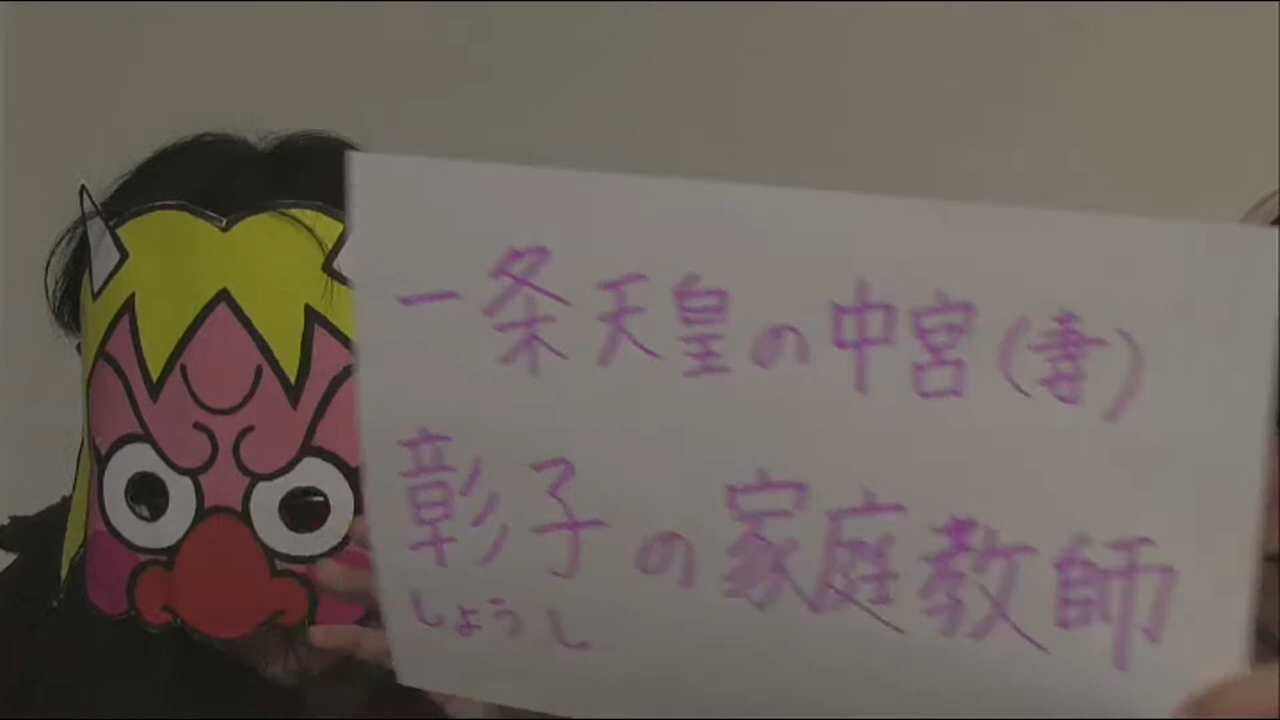 一条天皇の中宮(妻)
彰子の家庭教師
しょうし